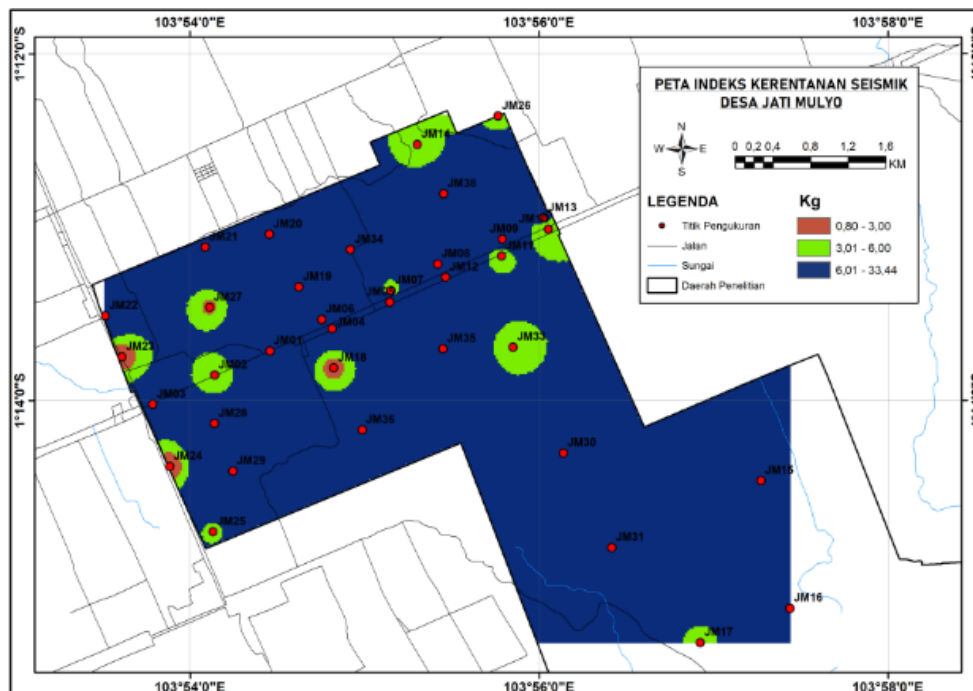 103°54'0"E 103°56'0"E 103°58'0"E
1°12'0"S
PETA INDEKS KERENTANAN SEISMIK
DESA JATI MULYO
N
W E
S
0 0,2 0,4 0,8 1,2 1,6
KM
LEGENDA
Titik Pengukuran
Jalan
Sungai
Daerah Penelitian
Kg
0,80 - 3,00
3,01 - 6,00
6,01 - 33,44
JM26
JM14
JM38
JM13
JM20
JM09
JM21
JM34
JM11
JM08
JM12
JM19
JM07
JM27
JM22
JM06
JM04
JM01
JM35
JM33
JM23
JM18
JM02
JM03
1°14'0"S
JM28
JM36
JM30
JM24
JM29
JM15
JM25
JM31
JM16
JM17
103°54'0"E 103°56'0"E 103°58'0"E